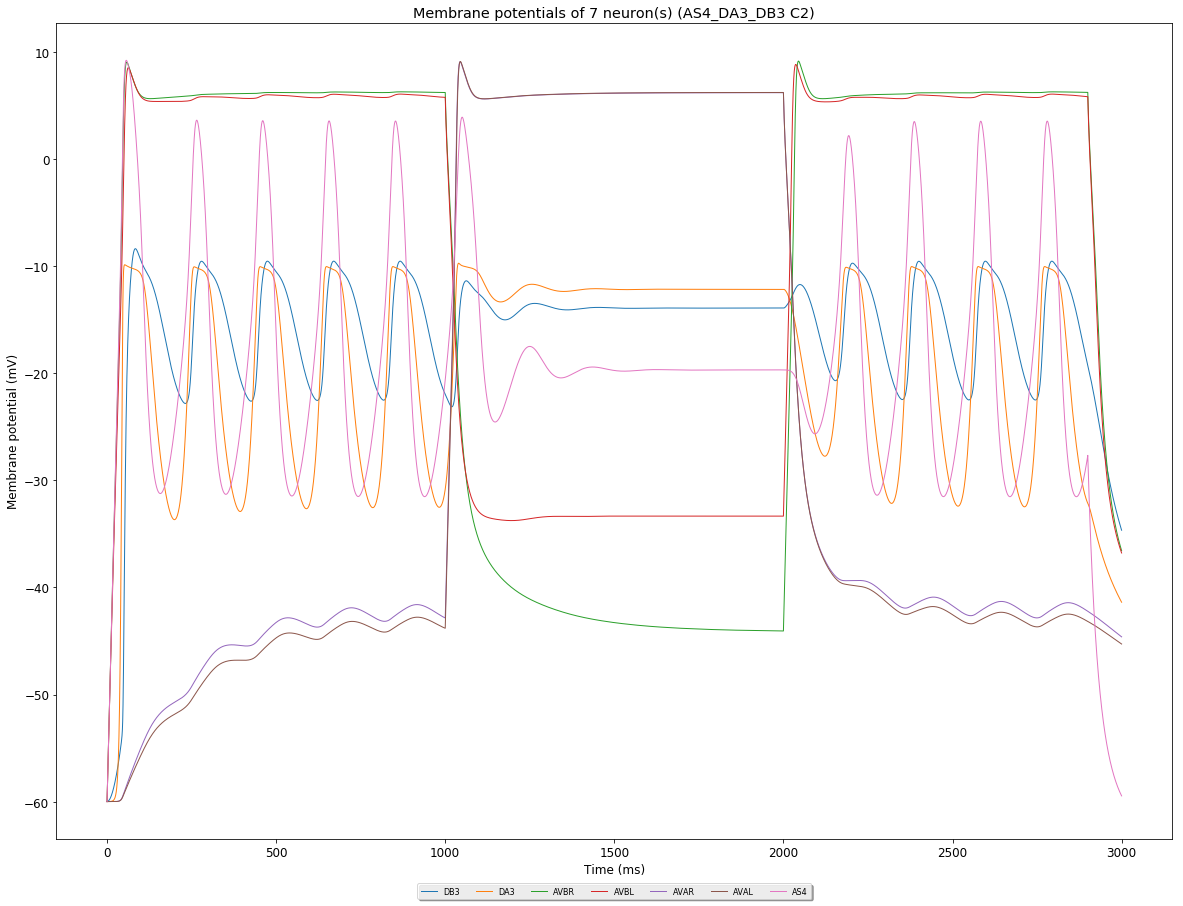 Membrane potentials of 7 neuron(s) (AS4_DA3_DB3 C2)
Membrane potential (mV)
10
0
−10
−20
−30
−40
−50
−60
0 500 1000 1500 2000 2500 3000
Time (ms)
DB3 DA3 AVBR AVBL AVAR AVAL AS4